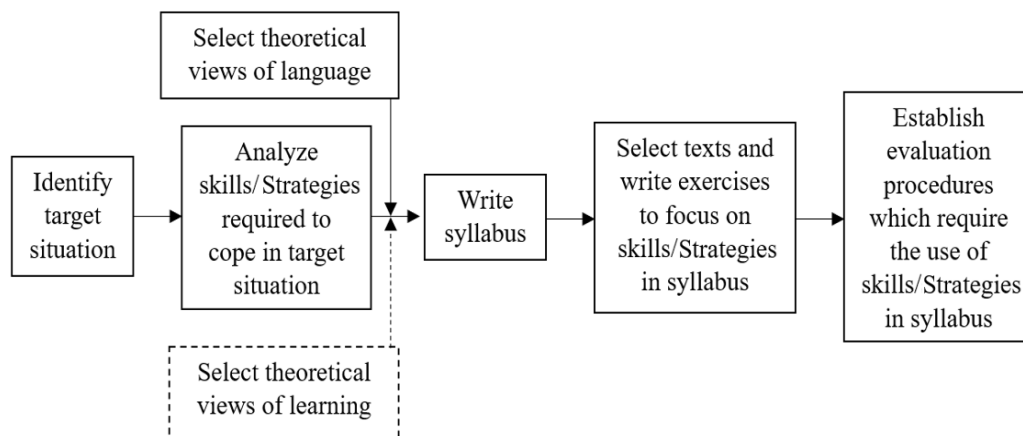 Select theoretical
views of language
Identify
target
situation
Analyze
skills/Strategies
required to
cope in target
situation
Select theoretical
views of learning
Write
syllabus
Select texts and
write exercises
to focus on
skills/Strategies
in syllabus
Establish
evaluation
procedures
which require
the use of
skills/Strategies
in syllabus